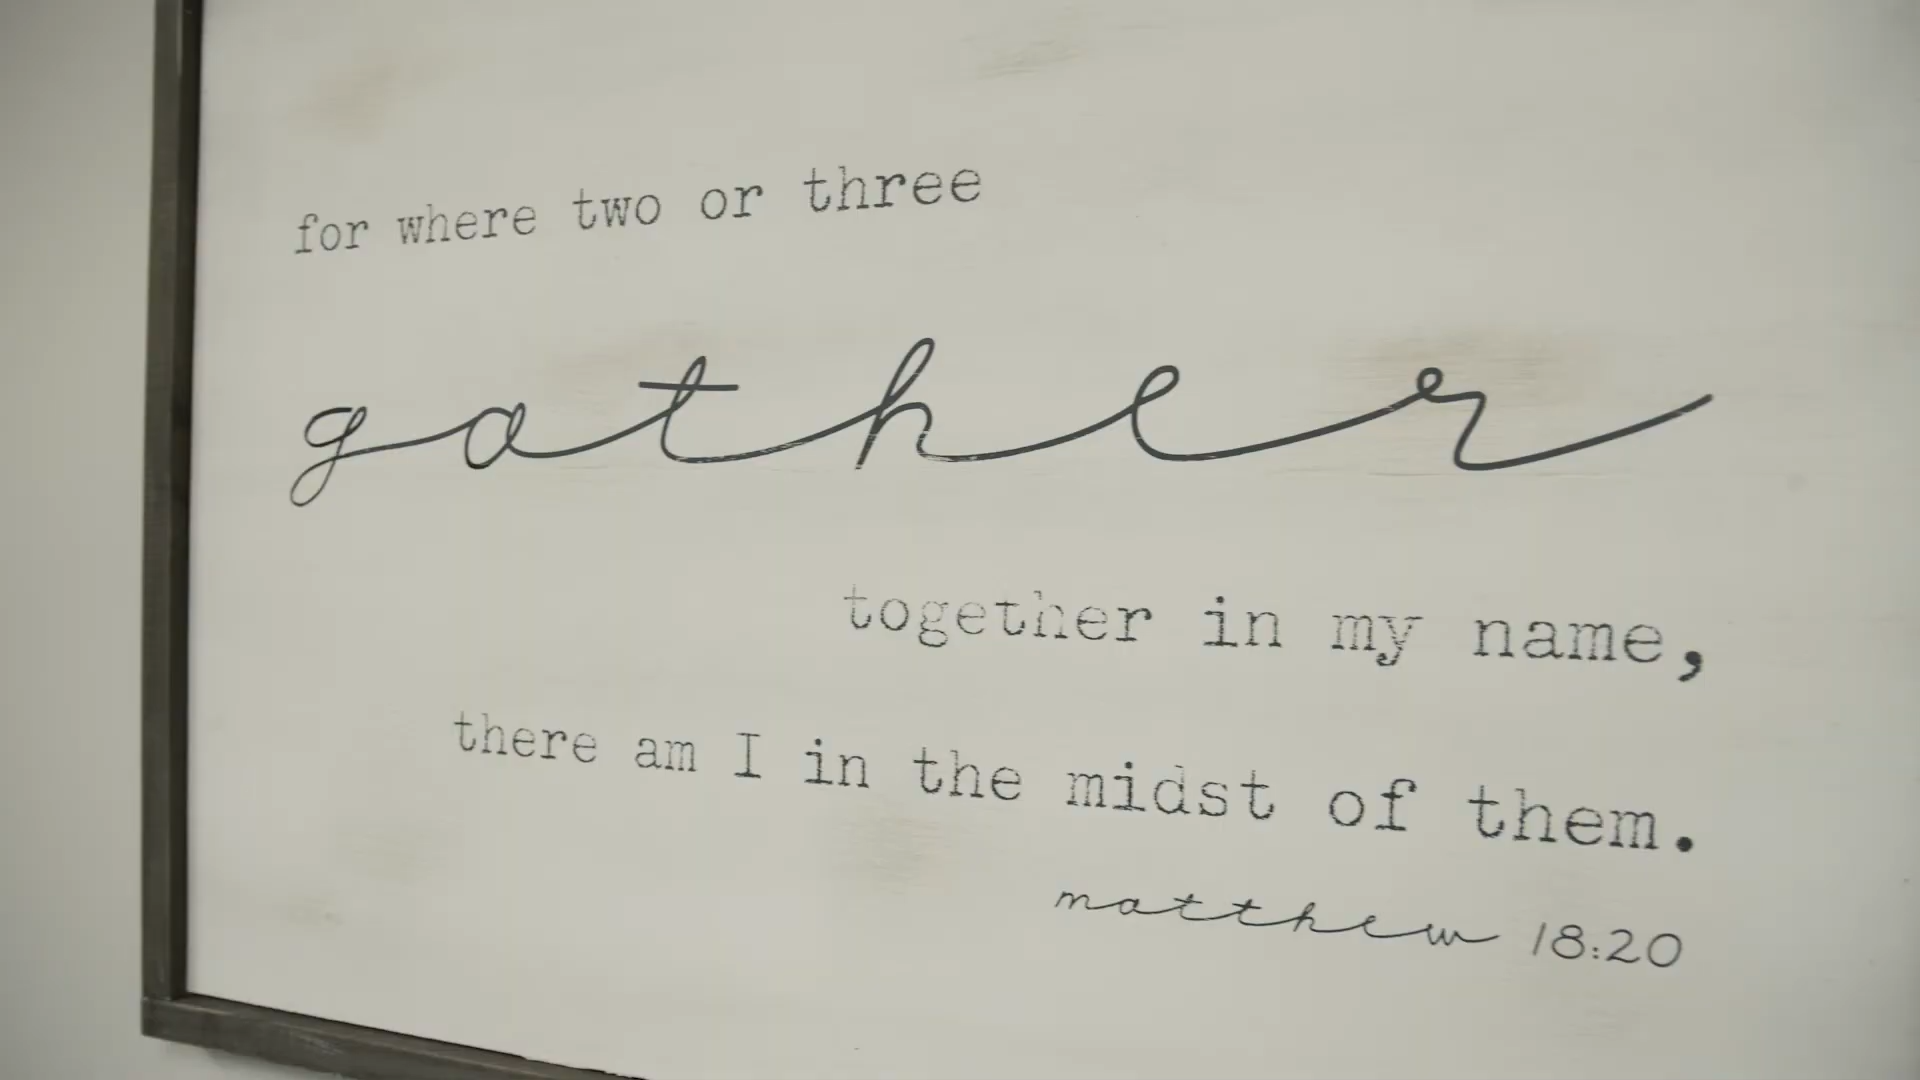 for where two or three
gather
together in my name,
there am I in the midst of them.
matthew 18:20